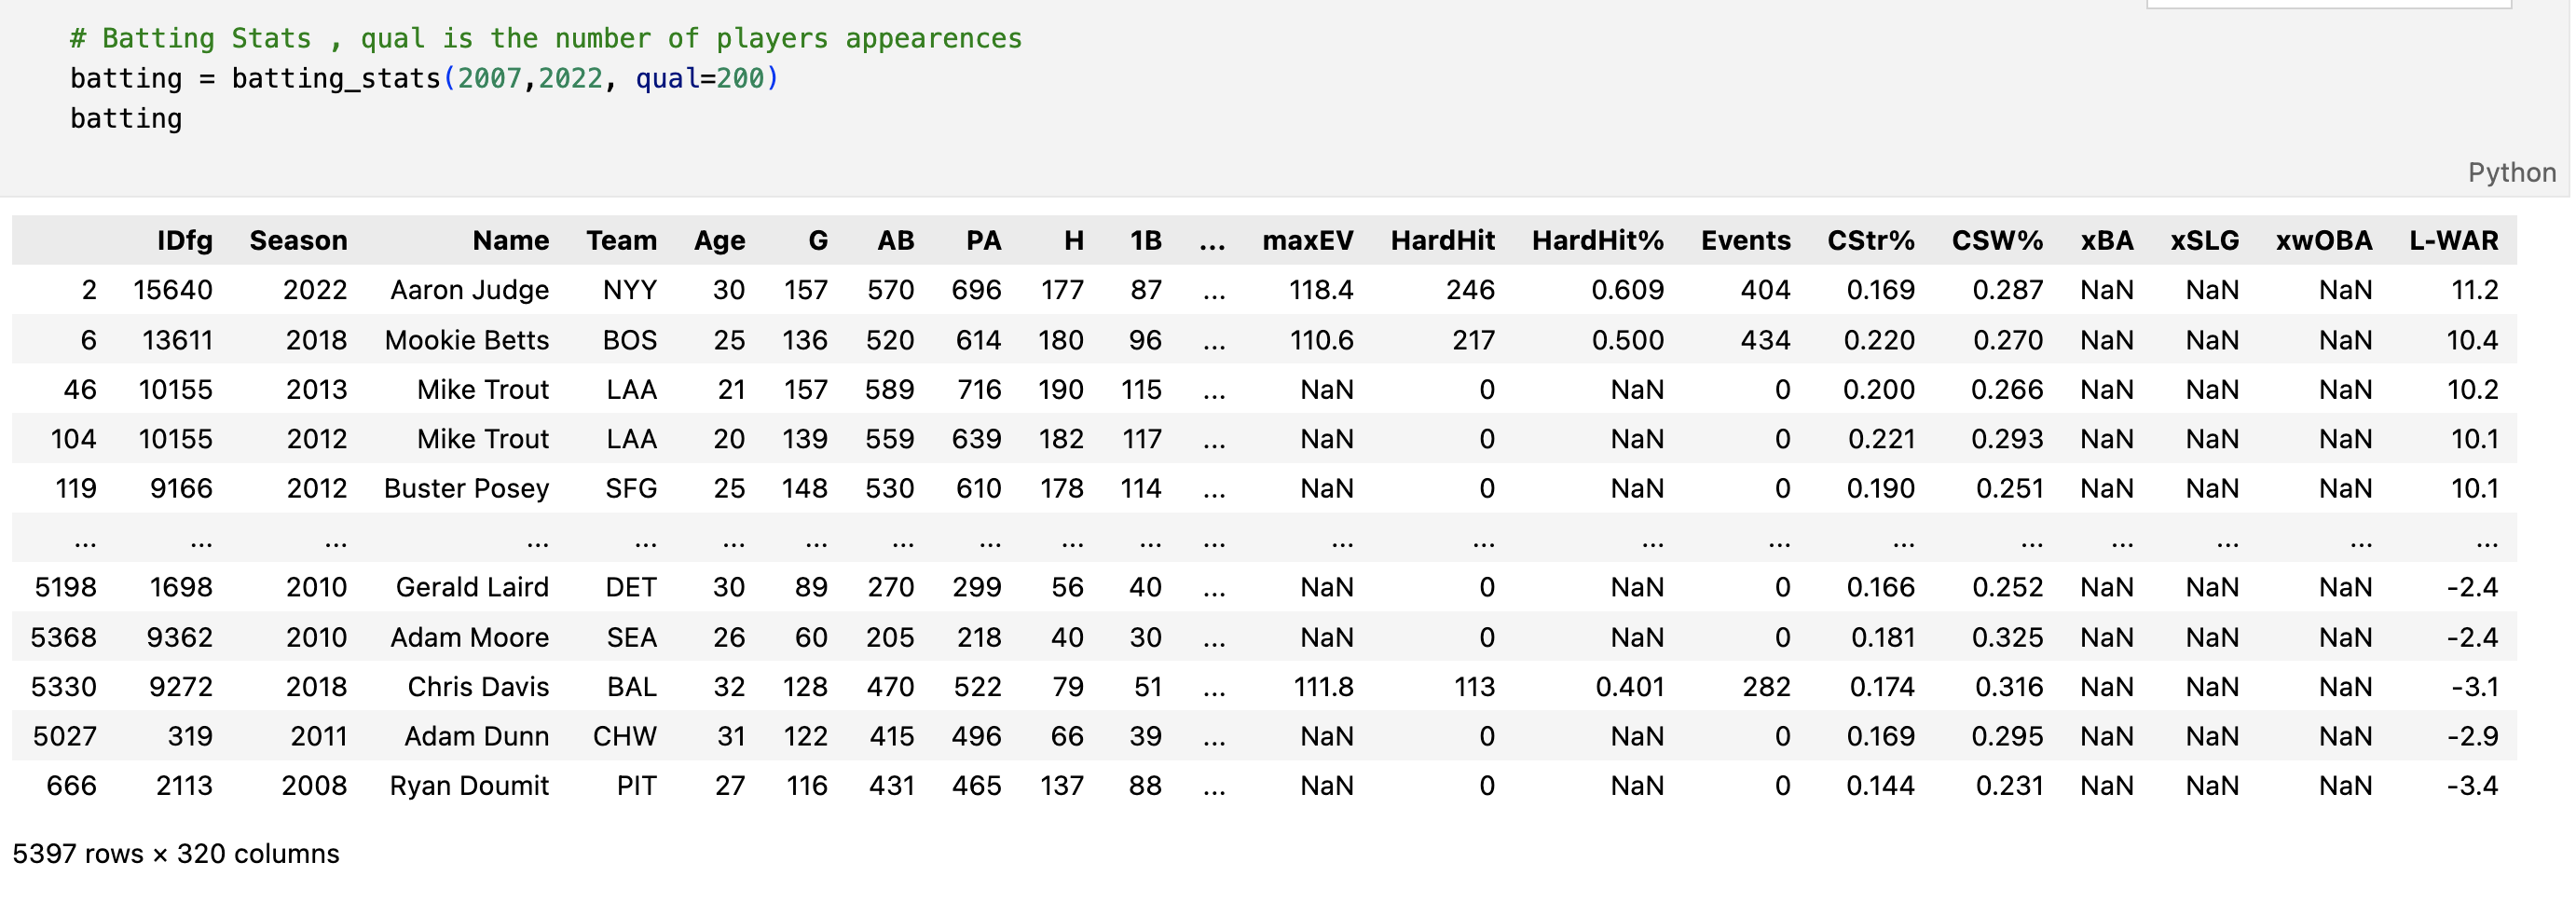 # Batting Stats , qual is the number of players appearences
batting = batting_stats(2007,2022, qual=200)
batting
Python
IDfg Season Name Team Age G AB PA H 1B ... maxEV HardHit HardHit% Events CStr% CSW% xBA xSLG xwOBA L-WAR
2 15640 2022 Aaron Judge NYY 30 157 570 696 177 87 ... 118.4 246 0.609 404 0.169 0.287 NaN NaN NaN 11.2
6 13611 2018 Mookie Betts BOS 25 136 520 614 180 96 ... 110.6 217 0.500 434 0.220 0.270 NaN NaN NaN 10.4
46 10155 2013 Mike Trout LAA 21 157 589 716 190 115 ... NaN 0 NaN 0 0.200 0.266 NaN NaN NaN 10.2
104 10155 2012 Mike Trout LAA 20 139 559 639 182 117 ... NaN 0 NaN 0 0.221 0.293 NaN NaN NaN 10.1
119 9166 2012 Buster Posey SFG 25 148 530 610 178 114 ... NaN 0 NaN 0 0.190 0.251 NaN NaN NaN 10.1
... ... ... ... ... ... ... ... ... ... ... ... ... ... ... ... ... ... ... ... ... ...
5198 1698 2010 Gerald Laird DET 30 89 270 299 56 40 ... NaN 0 NaN 0 0.166 0.252 NaN NaN NaN -2.4
5368 9362 2010 Adam Moore SEA 26 60 205 218 40 30 ... NaN 0 NaN 0 0.181 0.325 NaN NaN NaN -2.4
5330 9272 2018 Chris Davis BAL 32 128 470 522 79 51 ... 111.8 113 0.401 282 0.174 0.316 NaN NaN NaN -3.1
5027 319 2011 Adam Dunn CHW 31 122 415 496 66 39 ... NaN 0 NaN 0 0.169 0.295 NaN NaN NaN -2.9
666 2113 2008 Ryan Doumit PIT 27 116 431 465 137 88 ... NaN 0 NaN 0 0.144 0.231 NaN NaN NaN -3.4
5397 rows × 320 columns